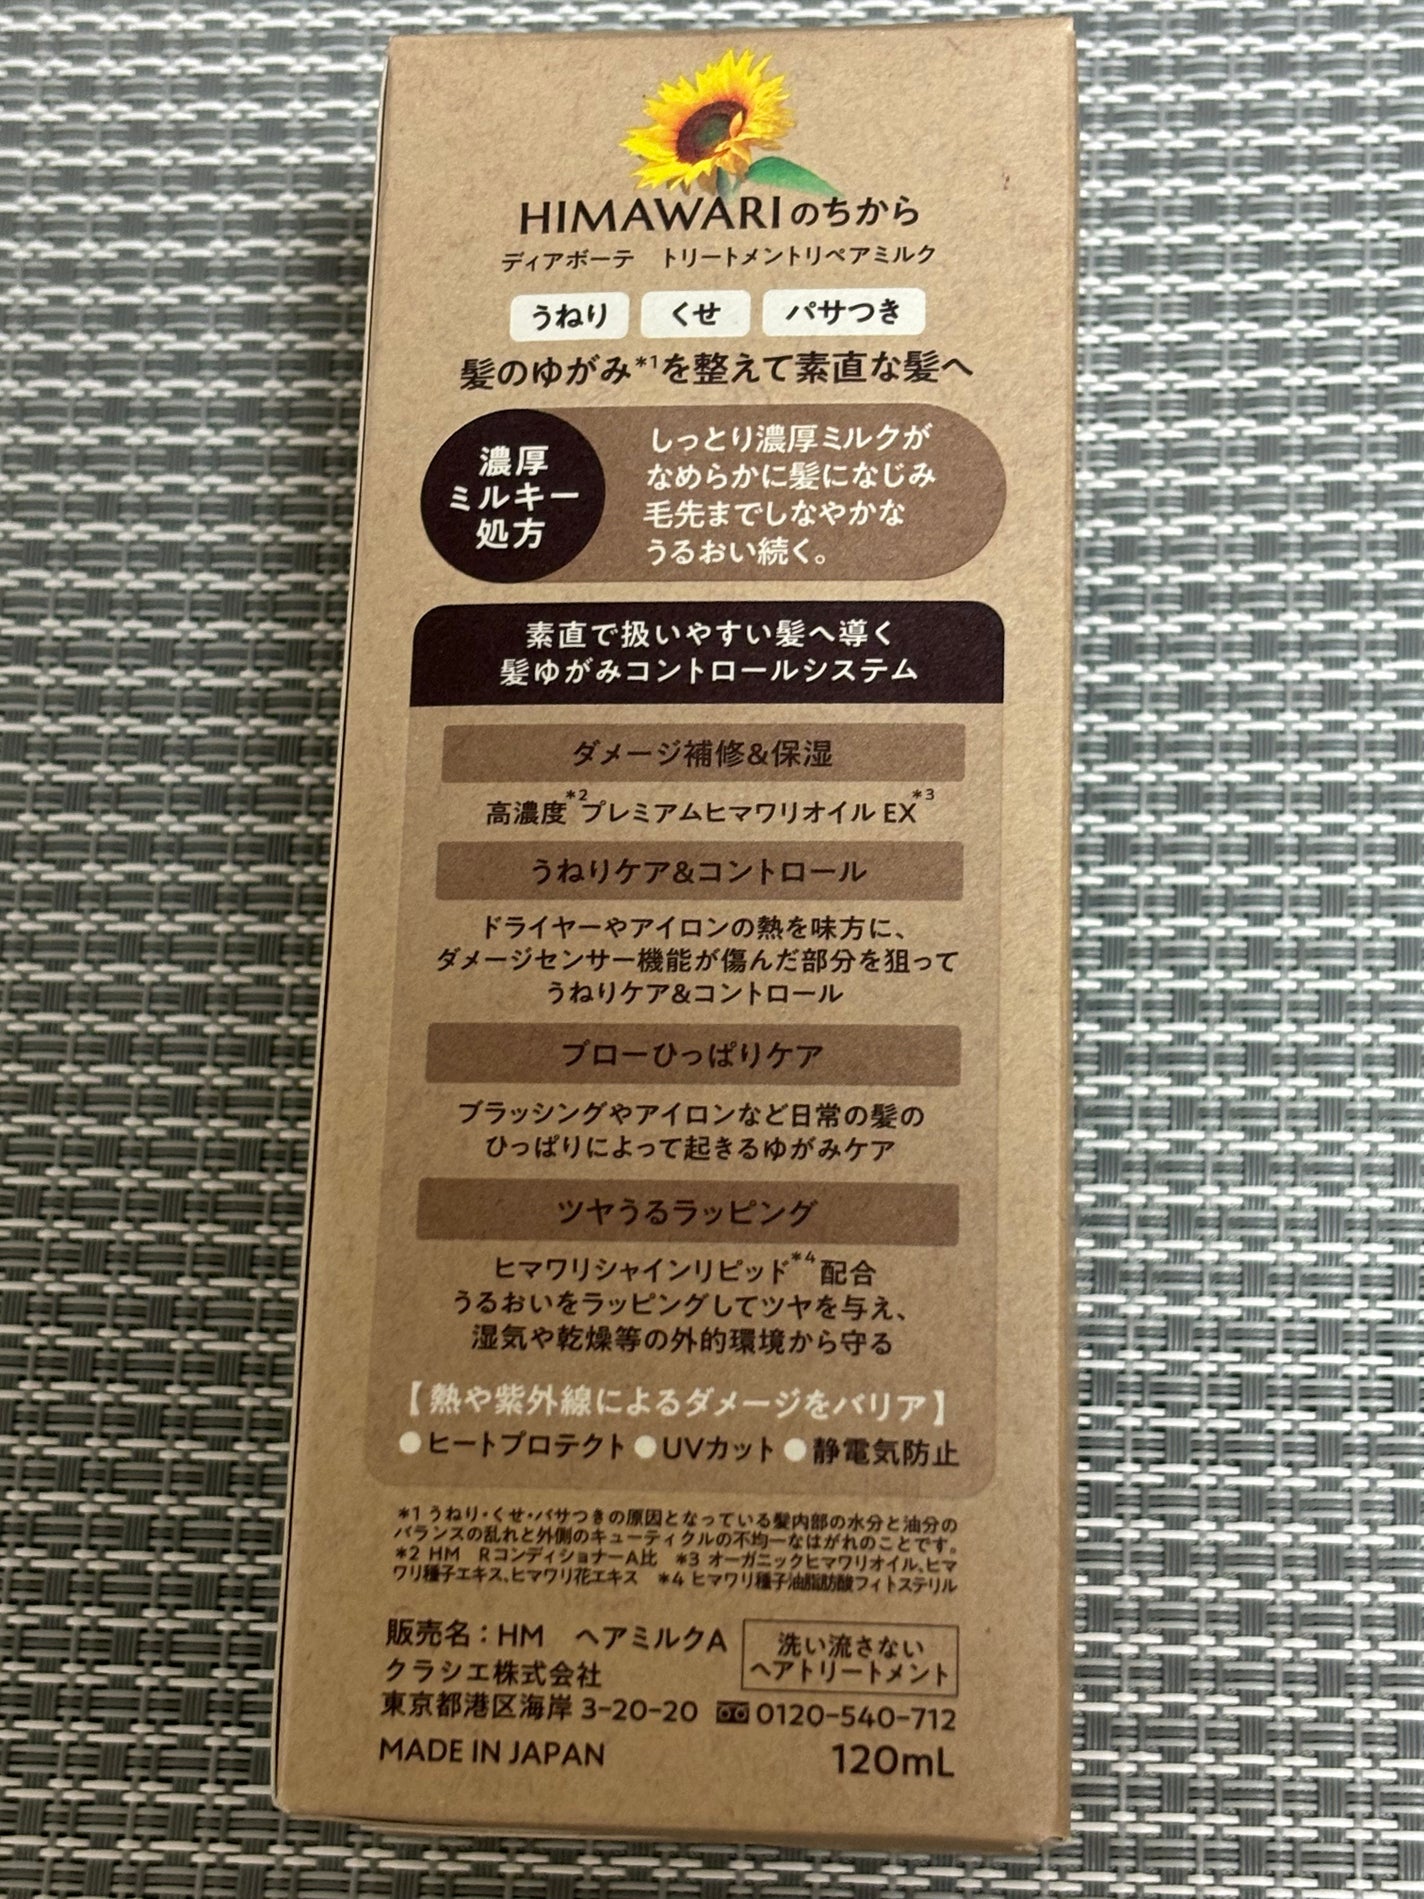 HIMAWARIのちから
ディアボーテ　トリートメントリペアミルク
うねり　くせ　パサつき
髪のゆがみ*1を整えて素直な髪へ
濃厚
ミルキー
処方
しっとり濃厚ミルクが
なめらかに髪になじみ
毛先までしなやかな
うるおい続く。
素直で扱いやすい髪へ導く
髪ゆがみコントロールシステム
ダメージ補修&保湿
高濃度*2プレミアムヒマワリオイルEX*3
うねりケア&コントロール
ドライヤーやアイロンの熱を味方に、
ダメージセンサー機能が傷んだ部分を狙って
うねりケア&コントロール
ブローひっぱりケア
ブラッシングやアイロンなど日常の髪の
ひっぱりによって起きるゆがみケア
ツヤうるラッピング
ヒマワリシャインリピッド*4配合
うるおいをラッピングしてツヤを与え、
湿気や乾燥等の外的環境から守る
【熱や紫外線によるダメージをバリア】
●ヒートプロテクト●UVカット●静電気防止
*1 うねり・くせ・パサつきの原因となっている髪内部の水分と油分の
バランスの乱れと外側のキューティクルの不均一なはがれのことです。
*2 HM　RコンディショナーA比　*3 オーガニックヒマワリオイル、ヒマ
ワリ種子エキス、ヒマワリ花エキス　*4 ヒマワリ種子油脂肪酸フィトステリル
販売名：HM　ヘアミルクA
洗い流さない
ヘアトリートメント
クラシエ株式会社
東京都港区海岸 3-20-20　0120-540-712
MADE IN JAPAN　120mL